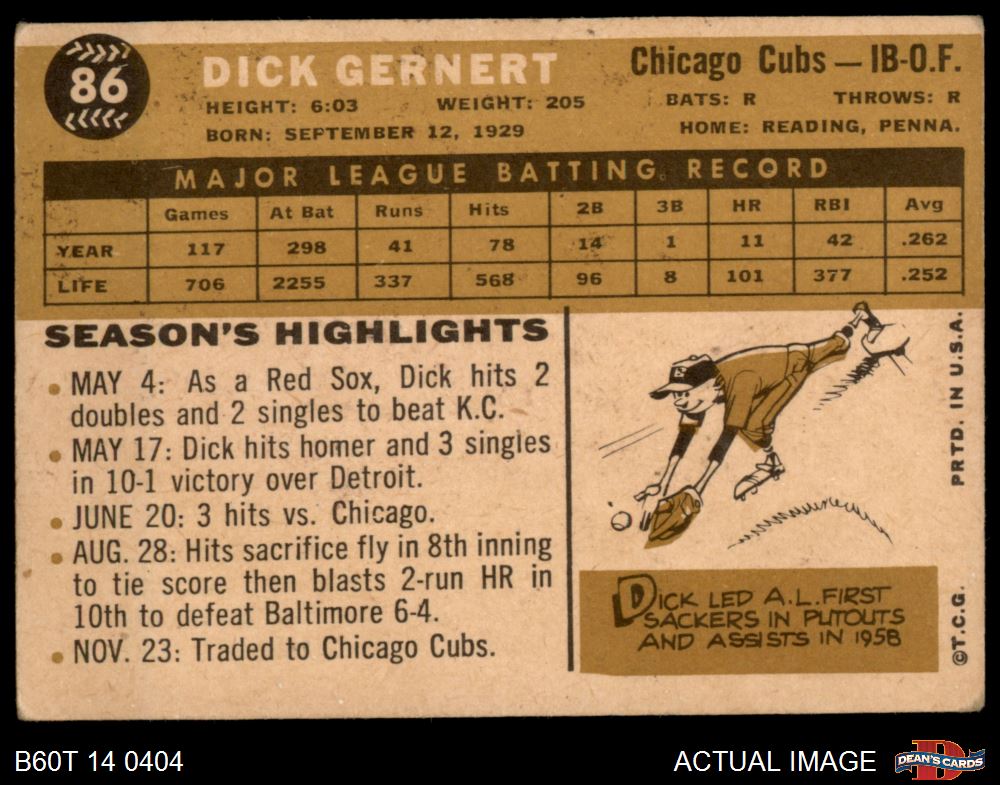 86
DICK GERNERT
Chicago Cubs — IB-O.F.
HEIGHT: 6:03 WEIGHT: 205 BATS: R THROWS: R
BORN: SEPTEMBER 12, 1929 HOME: READING, PENNA.
MAJOR LEAGUE BATTING RECORD
Games At Bat Runs Hits 2B 3B HR RBI Avg
YEAR 117 298 41 78 14 1 11 42 .262
LIFE 706 2255 337 568 96 8 101 377 .252
SEASON'S HIGHLIGHTS
• MAY 4: As a Red Sox, Dick hits 2
doubles and 2 singles to beat K.C.
• MAY 17: Dick hits homer and 3 singles
in 10-1 victory over Detroit.
• JUNE 20: 3 hits vs. Chicago.
• AUG. 28: Hits sacrifice fly in 8th inning
to tie score then blasts 2-run HR in
10th to defeat Baltimore 6-4.
• NOV. 23: Traded to Chicago Cubs.
DICK LED A.L. FIRST
SACKERS IN PUTOUTS
AND ASSISTS IN 1958
©T.C.G. PRTD. IN U.S.A.
B60T 14 0404
ACTUAL IMAGE
DEAN'S CARDS